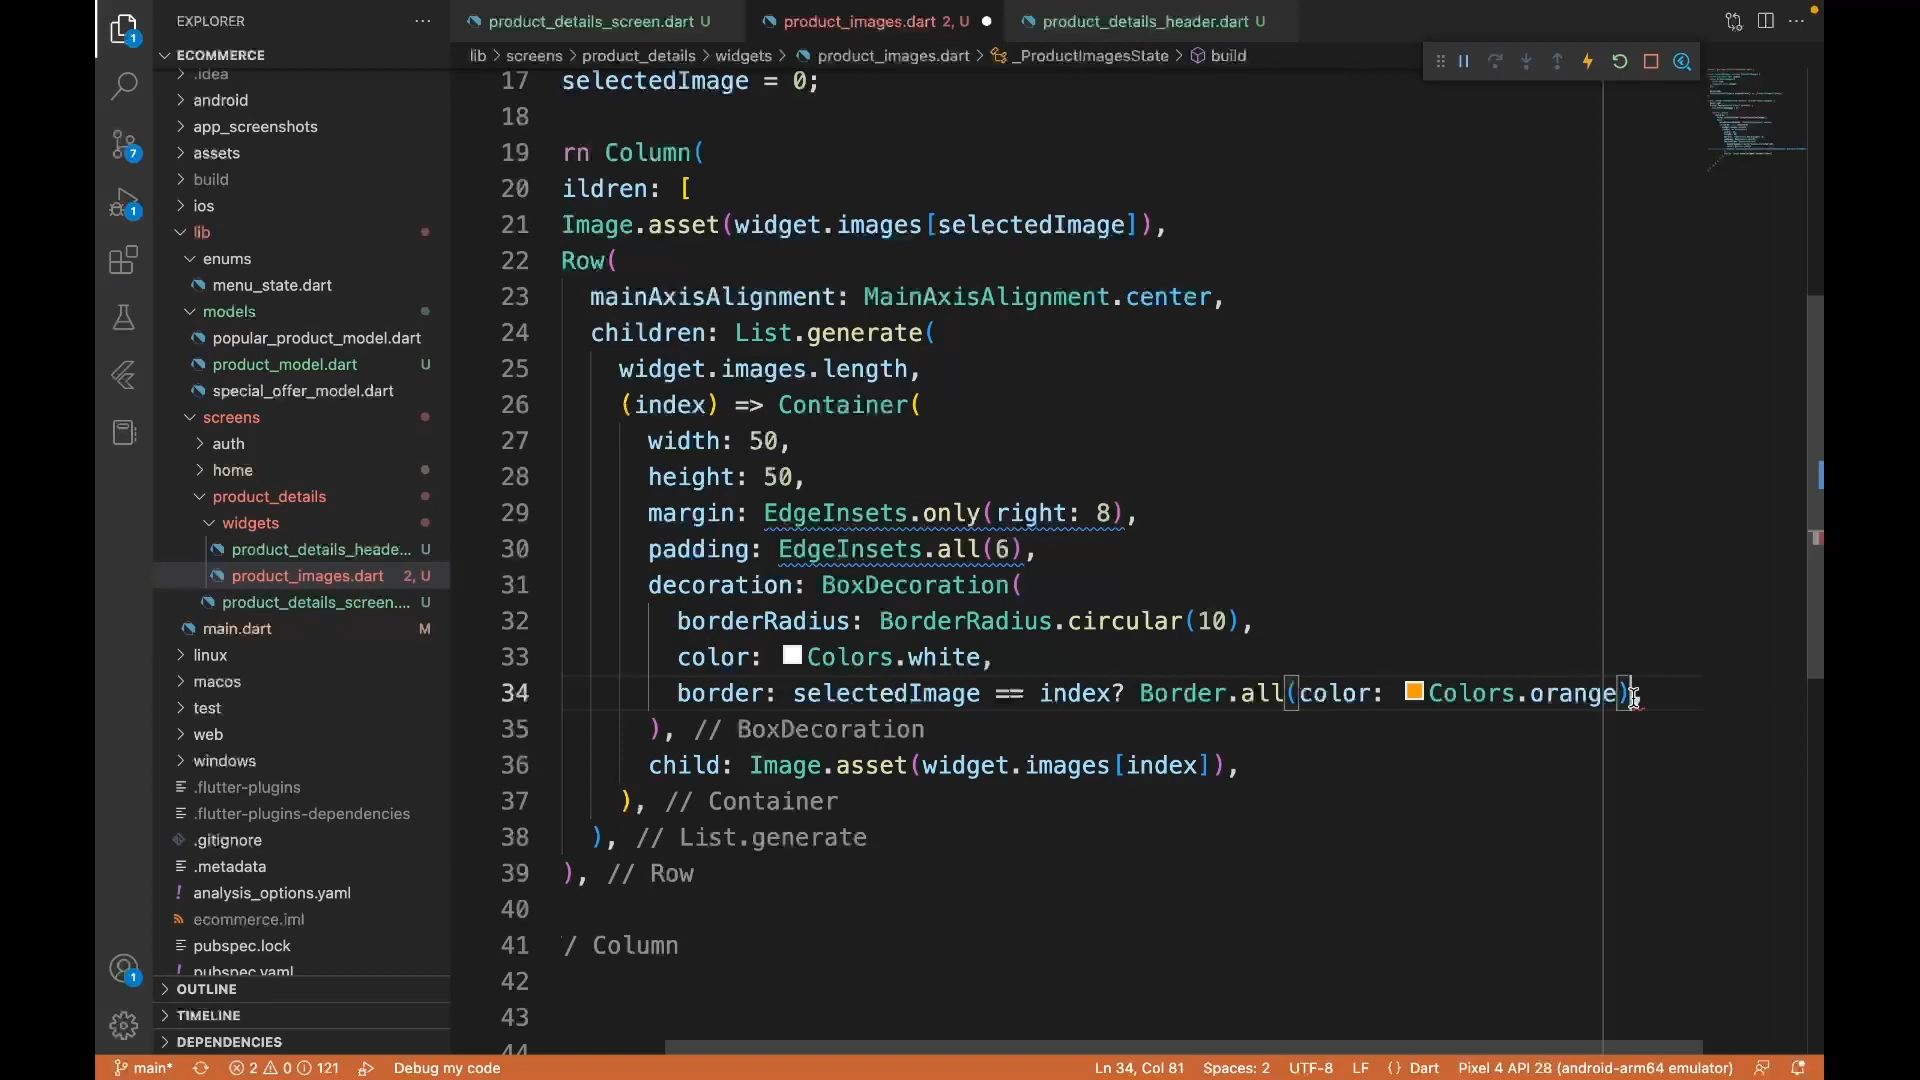 EXPLORER
ECOMMERCE
.idea
android
app_screenshots
assets
build
ios
lib
enums
menu_state.dart
models
popular_product_model.dart
product_model.dart U
special_offer_model.dart
screens
auth
home
product_details
widgets
product_details_heade... U
product_images.dart 2, U
product_details_screen.... U
main.dart M
linux
macos
test
web
windows
.flutter-plugins
.flutter-plugins-dependencies
.gitignore
.metadata
analysis_options.yaml
ecommerce.iml
pubspec.lock
pubspec.yaml
OUTLINE
TIMELINE
DEPENDENCIES
1
7
1
1
product_details_screen.dart U
product_images.dart 2, U
product_details_header.dart U
lib > screens > product_details > widgets > product_images.dart > _ProductImagesState > build
17 selectedImage = 0;
18
19 rn Column(
20 ildren: [
21 Image.asset(widget.images[selectedImage]),
22 Row(
23 mainAxisAlignment: MainAxisAlignment.center,
24 children: List.generate(
25 widget.images.length,
26 (index) => Container(
27 width: 50,
28 height: 50,
29 margin: EdgeInsets.only(right: 8),
30 padding: EdgeInsets.all(6),
31 decoration: BoxDecoration(
32 borderRadius: BorderRadius.circular(10),
33 color: Colors.white,
34 border: selectedImage == index? Border.all(color: Colors.orange),
35 ), // BoxDecoration
36 child: Image.asset(widget.images[index]),
37 ), // Container
38 ), // List.generate
39 ), // Row
40
41 / Column
42
43
44
main* 2 0 121 Debug my code Ln 34, Col 81 Spaces: 2 UTF-8 LF {} Dart Pixel 4 API 28 (android-arm64 emulator)